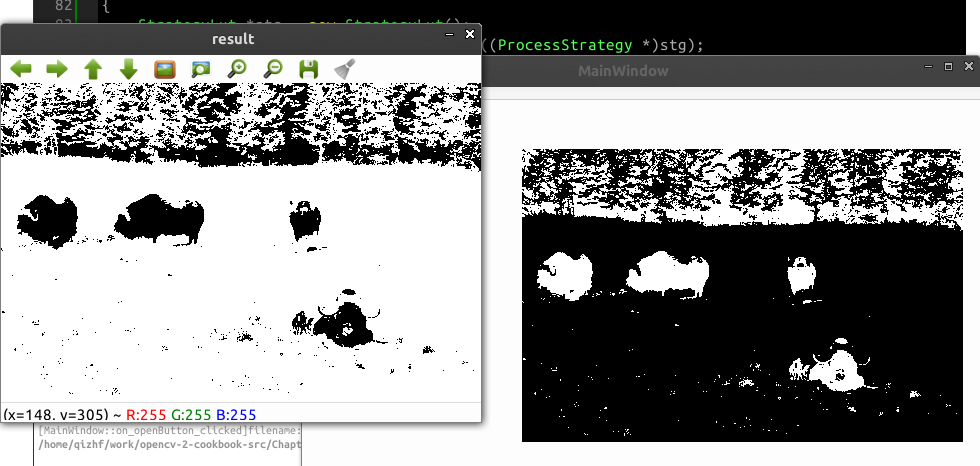 82 {
StrategyLut *stg = new StrategyLut();
result
((ProcessStrategy *)stg);
MainWindow
(x=148, y=305) ~ R:255 G:255 B:255
[MainWindow::on_openButton_clicked]filename:
/home/qizhf/work/opencv-2-cookbook-src/Chapt